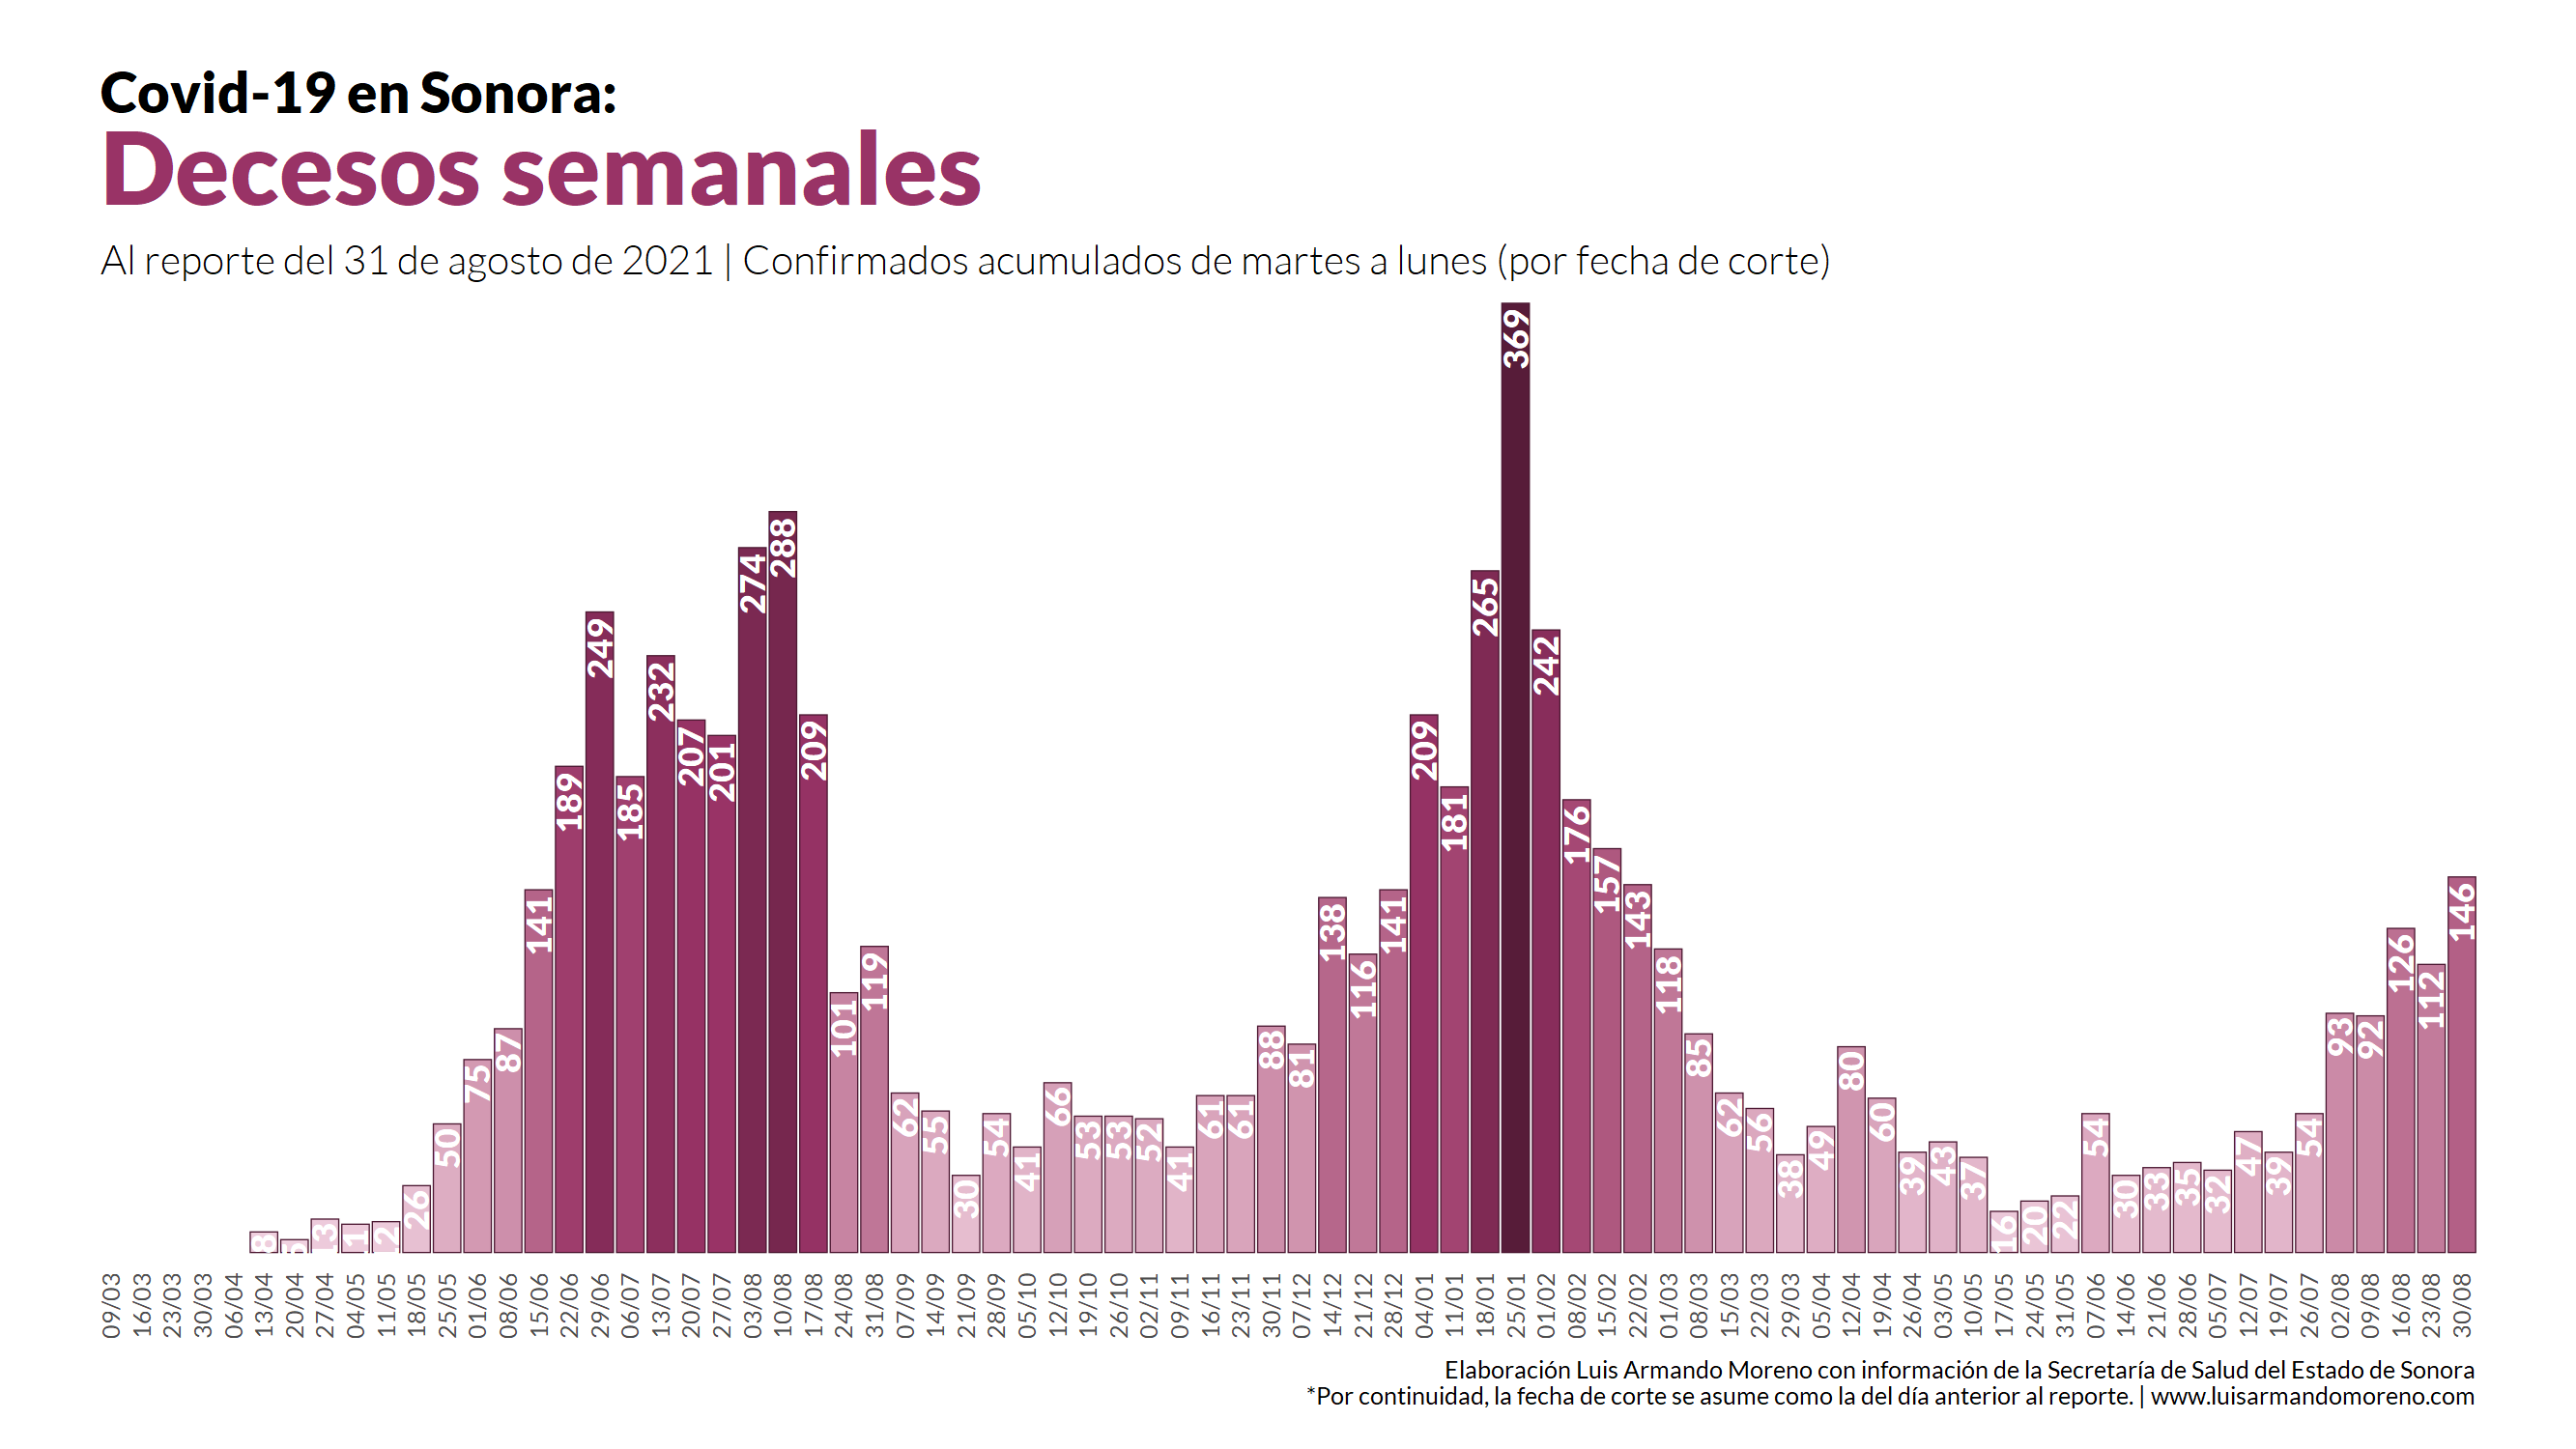 Covid-19 en Sonora:
Decesos semanales
Al reporte del 31 de agosto de 2021 | Confirmados acumulados de martes a lunes (por fecha de corte)
8 5 13 11 12 26 50 75 87 141 189 249 185 232 207 201 274 288 209 101 119 62 55 30 54 41 66 53 53 52 41 61 61 88 81 138 116 141 209 181 265 369 242 176 157 143 118 85 62 56 38 49 80 60 39 43 37 16 20 22 54 30 33 35 32 47 39 54 93 92 126 112 146
09/03 16/03 23/03 30/03 06/04 13/04 20/04 27/04 04/05 11/05 18/05 25/05 01/06 08/06 15/06 22/06 29/06 06/07 13/07 20/07 27/07 03/08 10/08 17/08 24/08 31/08 07/09 14/09 21/09 28/09 05/10 12/10 19/10 26/10 02/11 09/11 16/11 23/11 30/11 07/12 14/12 21/12 28/12 04/01 11/01 18/01 25/01 01/02 08/02 15/02 22/02 01/03 08/03 15/03 22/03 29/03 05/04 12/04 19/04 26/04 03/05 10/05 17/05 24/05 31/05 07/06 14/06 21/06 28/06 05/07 12/07 19/07 26/07 02/08 09/08 16/08 23/08 30/08
Elaboración Luis Armando Moreno con información de la Secretaría de Salud del Estado de Sonora
*Por continuidad, la fecha de corte se asume como la del día anterior al reporte. | www.luisarmandomoreno.com